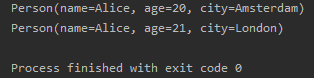 Person(name=Alice, age=20, city=Amsterdam)
Person(name=Alice, age=21, city=London)
Process finished with exit code 0